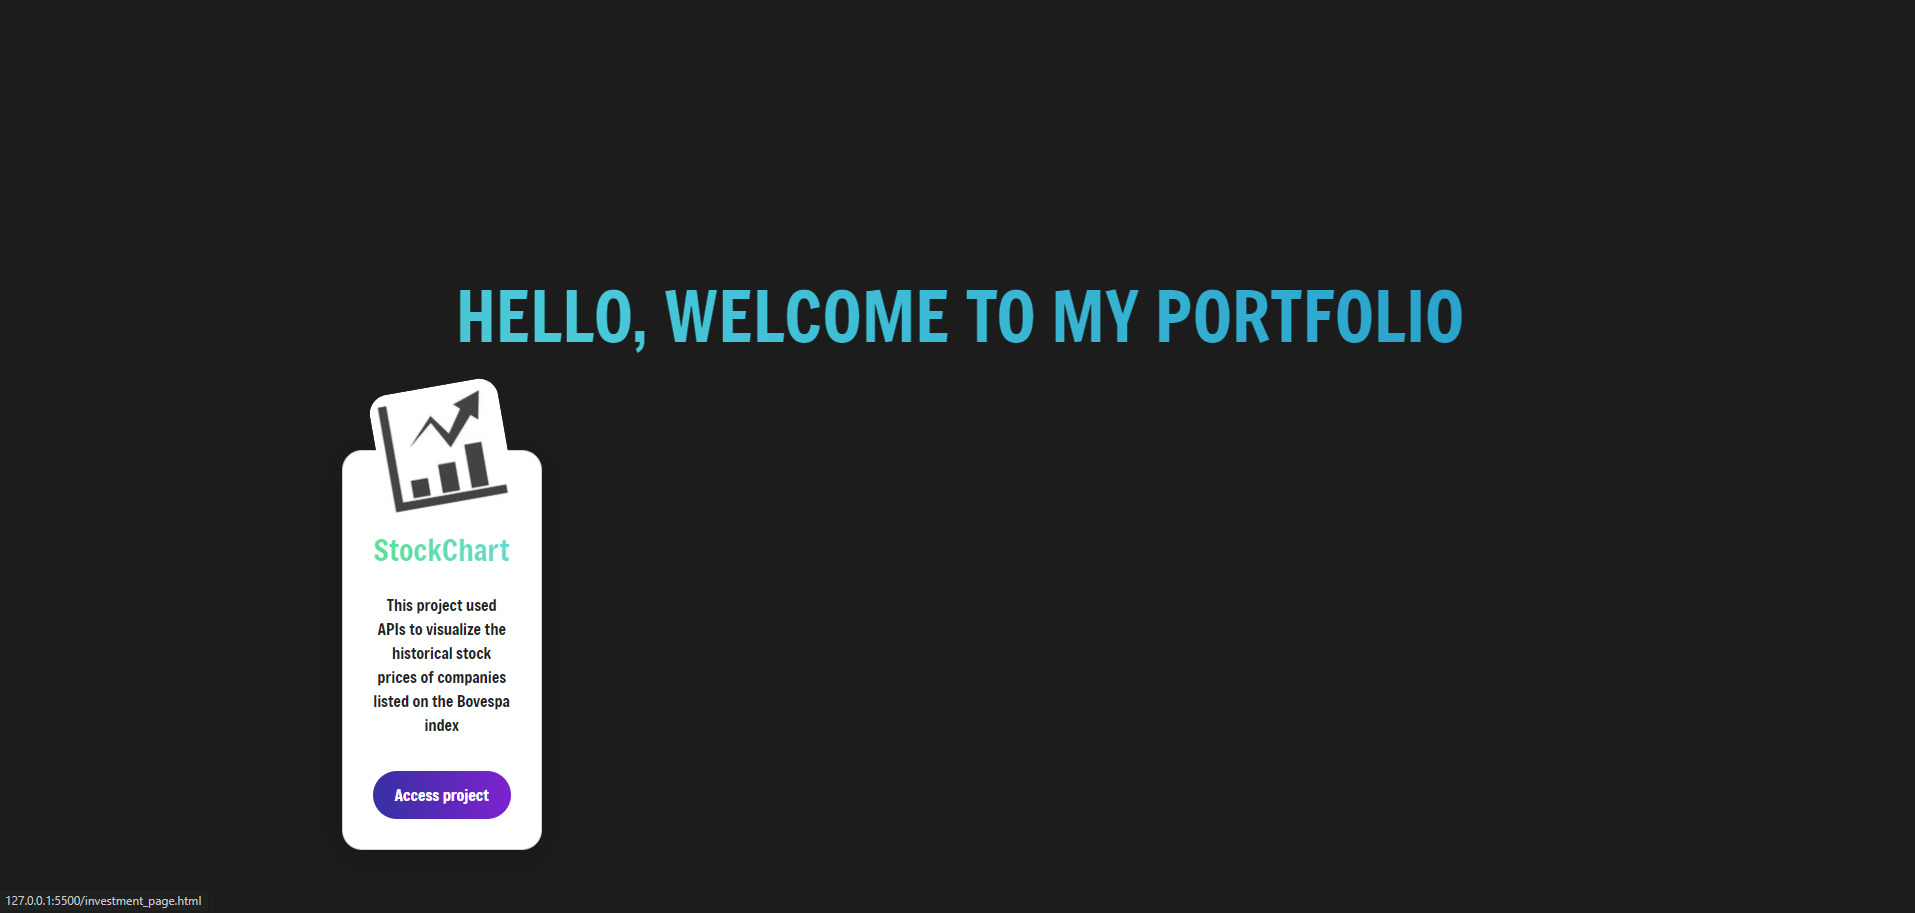 HELLO, WELCOME TO MY PORTFOLIO
StockChart
This project used
APIs to visualize the
historical stock
prices of companies
listed on the Bovespa
index
Access project
127.0.0.1:5500/investment_page.html